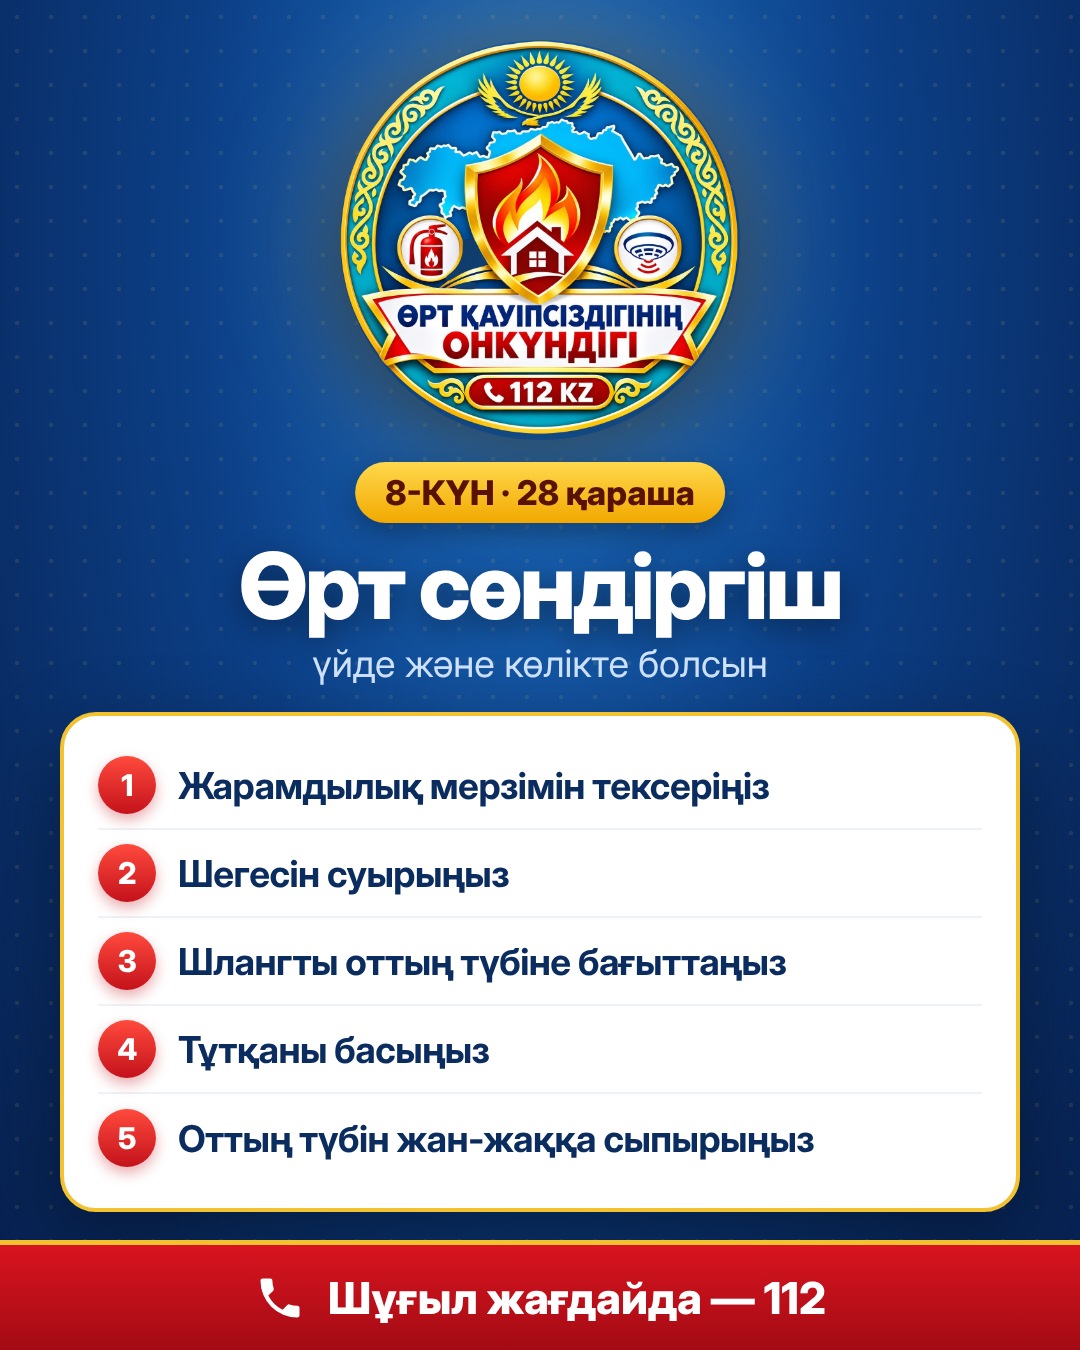 ӨРТ ҚАУІПСІЗДІГІНІҢ
ОНКҮНДІГІ
112 KZ
8-КҮН · 28 қараша
Өрт сөндіргіш
үйде және көлікте болсын
1 Жарамдылық мерзімін тексеріңіз
2 Шегесін суырыңыз
3 Шлангты оттың түбіне бағыттаңыз
4 Тұтқаны басыңыз
5 Оттың түбін жан-жаққа сыпырыңыз
Шұғыл жағдайда — 112